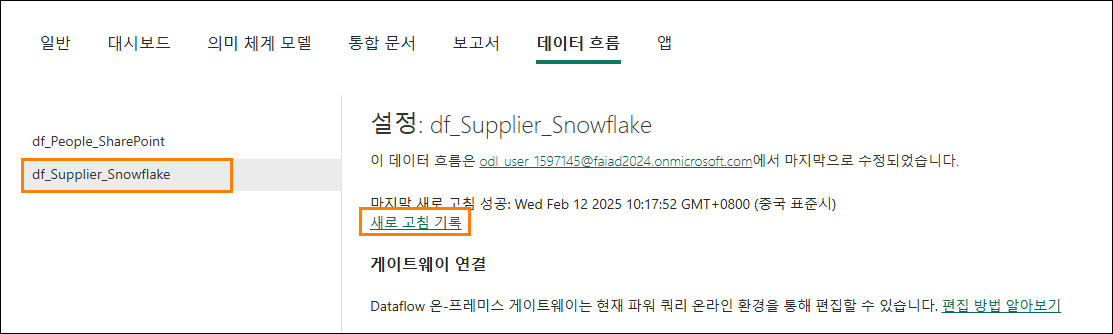 일반 대시보드 의미 체계 모델 통합 문서 보고서 데이터 흐름 앱
df_People_SharePoint
df_Supplier_Snowflake
설정: df_Supplier_Snowflake
이 데이터 흐름은 odl_user_1597145@faiad2024.onmicrosoft.com에서 마지막으로 수정되었습니다.
마지막 새로 고침 성공: Wed Feb 12 2025 10:17:52 GMT+0800 (중국 표준시)
새로 고침 기록
게이트웨이 연결
Dataflow 온-프레미스 게이트웨이는 현재 파워 쿼리 온라인 환경을 통해 편집할 수 있습니다. 편집 방법 알아보기